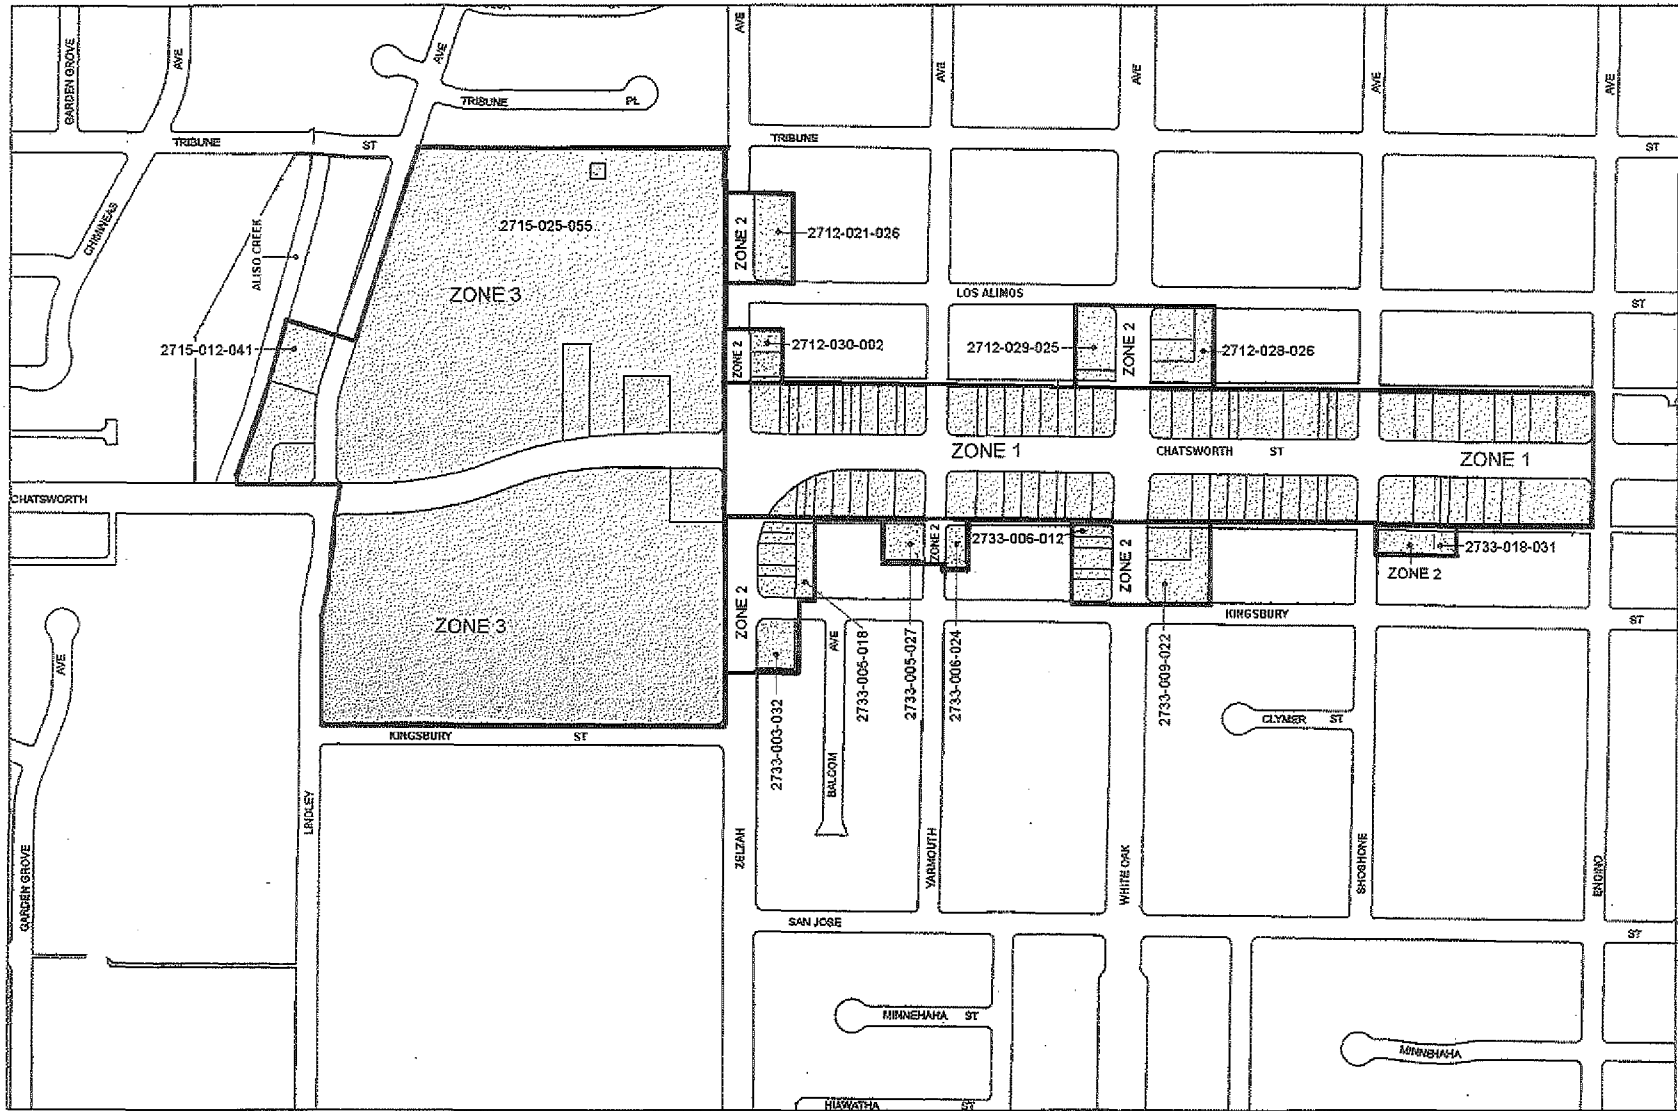 GARDEN GROVE
AVE
AVE
AVE
AVE
AVE
AVE
AVE
TRIBUNE PL
TRIBUNE ST
TRIBUNE
ST
CHIMNEAS
ALISO CREEK
2715-025-055
ZONE 2
2712-021-026
ZONE 3
LOS ALIMOS
ST
2715-012-041
ZONE 2
2712-030-002
2712-029-025
ZONE 2
2712-028-026
ZONE 1
CHATSWORTH ST
ZONE 1
CHATSWORTH
ZONE 2
2733-006-012
ZONE 2
2733-018-031
ZONE 2
ZONE 3
ZONE 2
KINGSBURY
ST
AVE
AVE
2733-005-018
2733-005-027
2733-006-024
2733-009-022
2733-003-032
CLYMER ST
KINGSBURY ST
BALCOM
LINDLEY
ZELZAH
YARMOUTH
WHITE OAK
SHOSHONE
ENCINO
GARDEN GROVE
SAN JOSE
ST
MINNEHAHA ST
MINNEHAHA
HIAWATHA ST